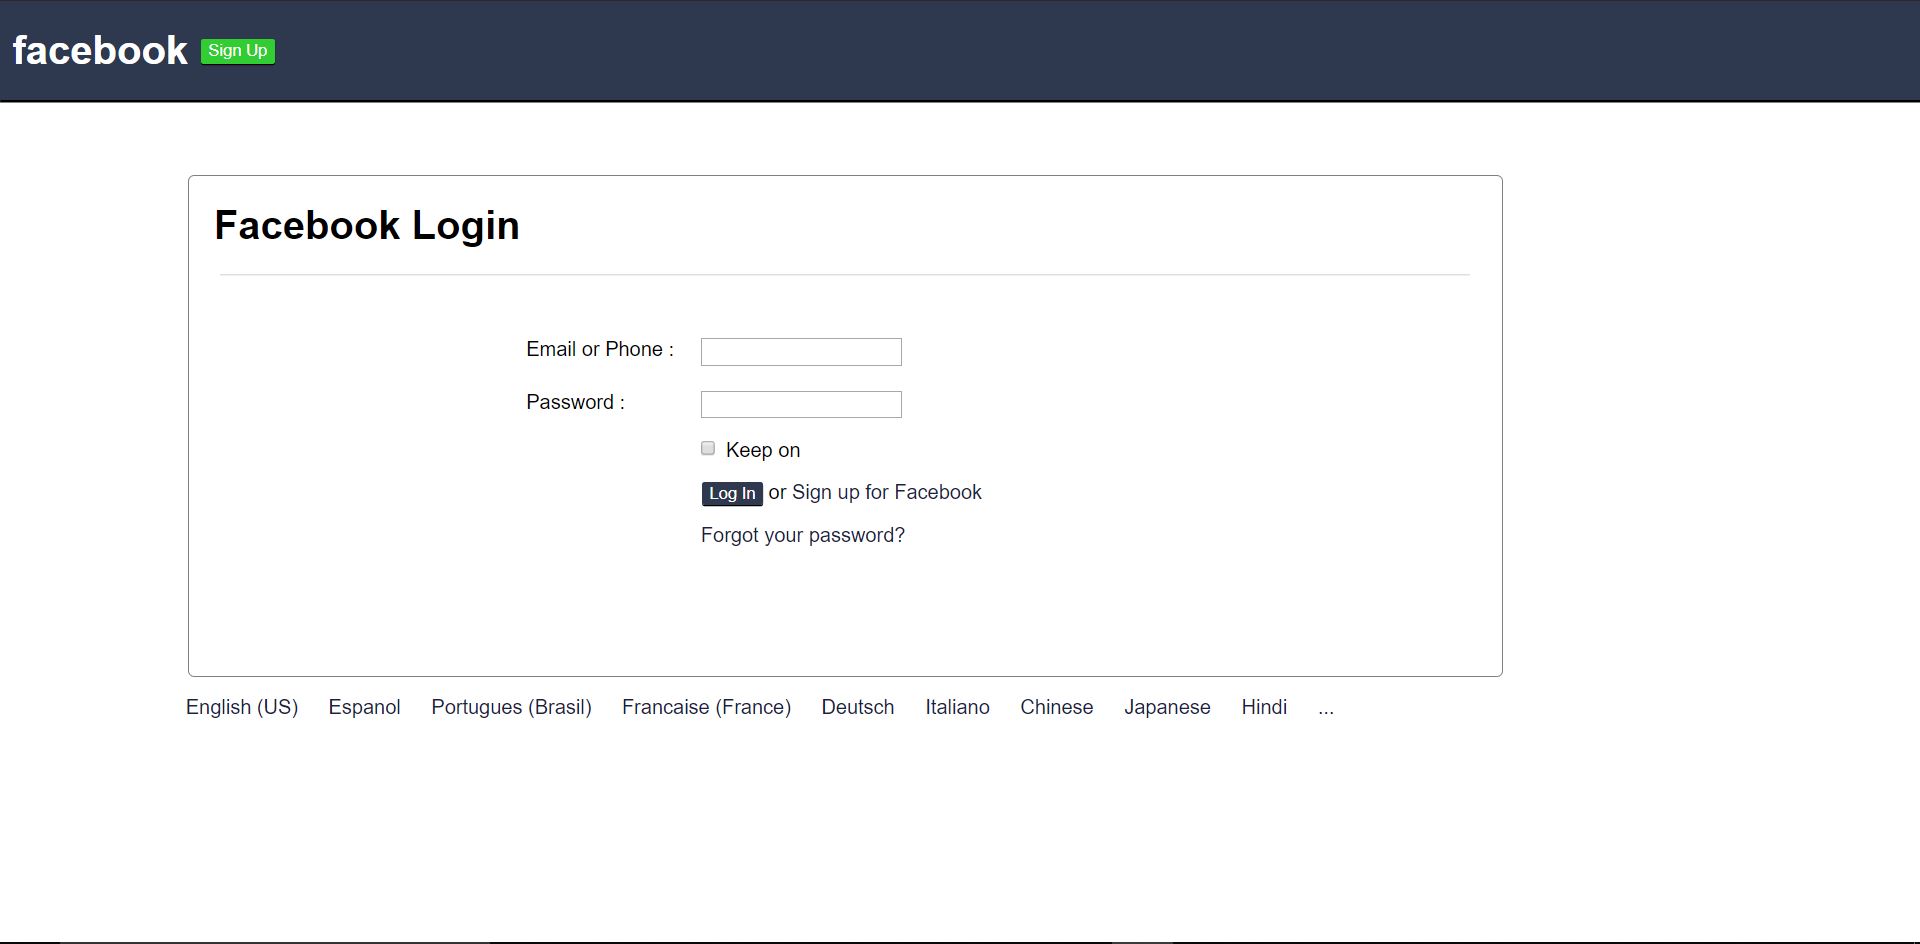 facebook Sign Up
Facebook Login
Email or Phone :
Password :
Keep on
Log In or Sign up for Facebook
Forgot your password?
English (US) Espanol Portugues (Brasil) Francaise (France) Deutsch Italiano Chinese Japanese Hindi ...